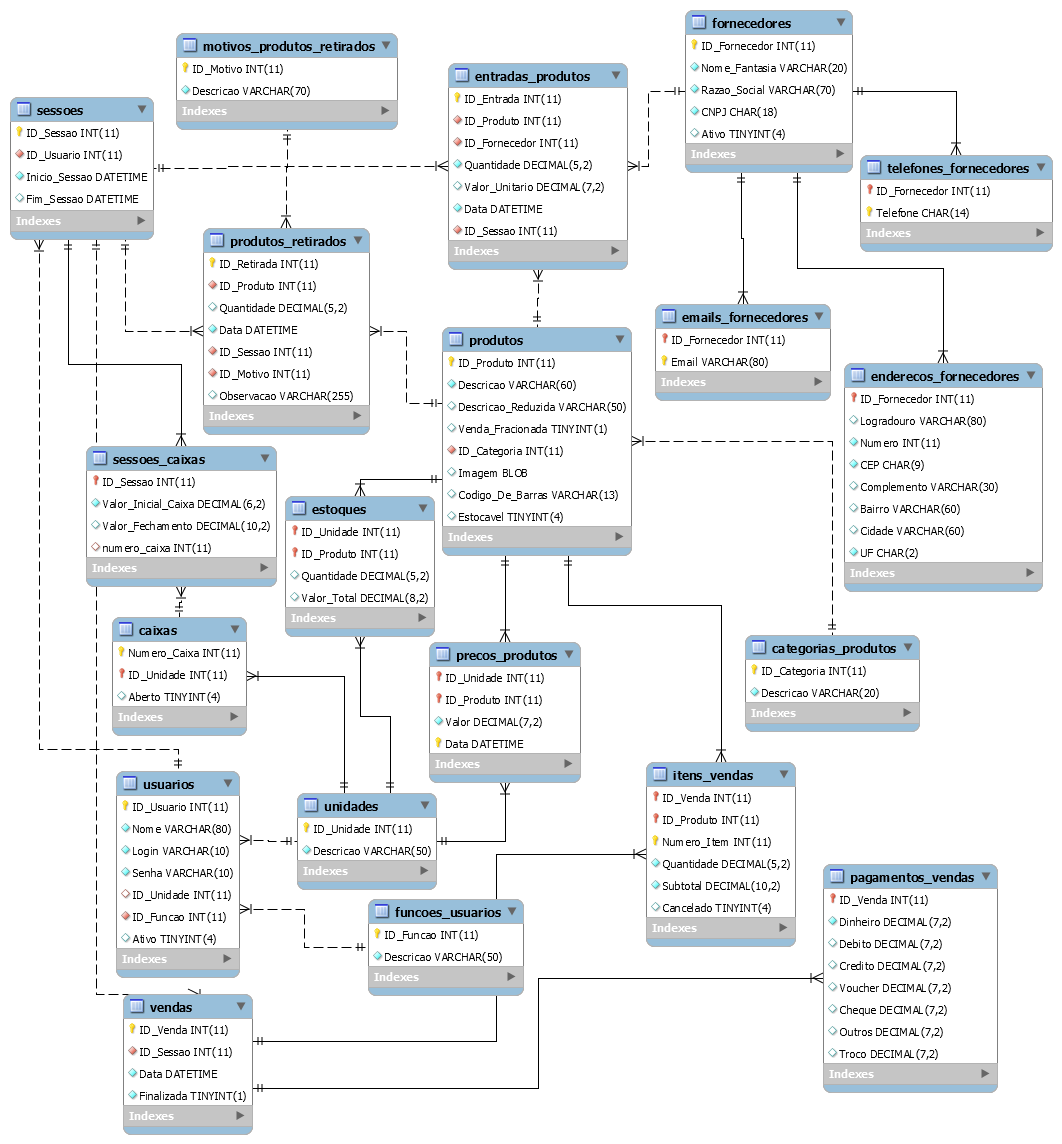 fornecedores
ID_Fornecedor INT(11)
Nome_Fantasia VARCHAR(20)
Razao_Social VARCHAR(70)
CNPJ CHAR(18)
Ativo TINYINT(4)
Indexes
motivos_produtos_retirados
ID_Motivo INT(11)
Descricao VARCHAR(70)
Indexes
entradas_produtos
ID_Entrada INT(11)
ID_Produto INT(11)
ID_Fornecedor INT(11)
Quantidade DECIMAL(5,2)
Valor_Unitario DECIMAL(7,2)
Data DATETIME
ID_Sessao INT(11)
Indexes
sessoes
ID_Sessao INT(11)
ID_Usuario INT(11)
Inicio_Sessao DATETIME
Fim_Sessao DATETIME
Indexes
telefones_fornecedores
ID_Fornecedor INT(11)
Telefone CHAR(14)
Indexes
produtos_retirados
ID_Retirada INT(11)
ID_Produto INT(11)
Quantidade DECIMAL(5,2)
Data DATETIME
ID_Sessao INT(11)
ID_Motivo INT(11)
Observacao VARCHAR(255)
Indexes
emails_fornecedores
ID_Fornecedor INT(11)
Email VARCHAR(80)
Indexes
produtos
ID_Produto INT(11)
Descricao VARCHAR(60)
Descricao_Reduzida VARCHAR(50)
Venda_Fracionada TINYINT(1)
ID_Categoria INT(11)
Imagem BLOB
Codigo_De_Barras VARCHAR(13)
Estocavel TINYINT(4)
Indexes
enderecos_fornecedores
ID_Fornecedor INT(11)
Logradouro VARCHAR(80)
Numero INT(11)
CEP CHAR(9)
Complemento VARCHAR(30)
Bairro VARCHAR(60)
Cidade VARCHAR(60)
UF CHAR(2)
Indexes
sessoes_caixas
ID_Sessao INT(11)
Valor_Inicial_Caixa DECIMAL(6,2)
Valor_Fechamento DECIMAL(10,2)
numero_caixa INT(11)
Indexes
estoques
ID_Unidade INT(11)
ID_Produto INT(11)
Quantidade DECIMAL(5,2)
Valor_Total DECIMAL(8,2)
Indexes
caixas
Numero_Caixa INT(11)
ID_Unidade INT(11)
Aberto TINYINT(4)
Indexes
precos_produtos
ID_Unidade INT(11)
ID_Produto INT(11)
Valor DECIMAL(7,2)
Data DATETIME
Indexes
categorias_produtos
ID_Categoria INT(11)
Descricao VARCHAR(20)
Indexes
usuarios
ID_Usuario INT(11)
Nome VARCHAR(80)
Login VARCHAR(10)
Senha VARCHAR(10)
ID_Unidade INT(11)
ID_Funcao INT(11)
Ativo TINYINT(4)
Indexes
unidades
ID_Unidade INT(11)
Descricao VARCHAR(50)
Indexes
itens_vendas
ID_Venda INT(11)
ID_Produto INT(11)
Numero_Item INT(11)
Quantidade DECIMAL(5,2)
Subtotal DECIMAL(10,2)
Cancelado TINYINT(4)
Indexes
funcoes_usuarios
ID_Funcao INT(11)
Descricao VARCHAR(50)
Indexes
pagamentos_vendas
ID_Venda INT(11)
Dinheiro DECIMAL(7,2)
Debito DECIMAL(7,2)
Credito DECIMAL(7,2)
Voucher DECIMAL(7,2)
Cheque DECIMAL(7,2)
Outros DECIMAL(7,2)
Troco DECIMAL(7,2)
Indexes
vendas
ID_Venda INT(11)
ID_Sessao INT(11)
Data DATETIME
Finalizada TINYINT(1)
Indexes